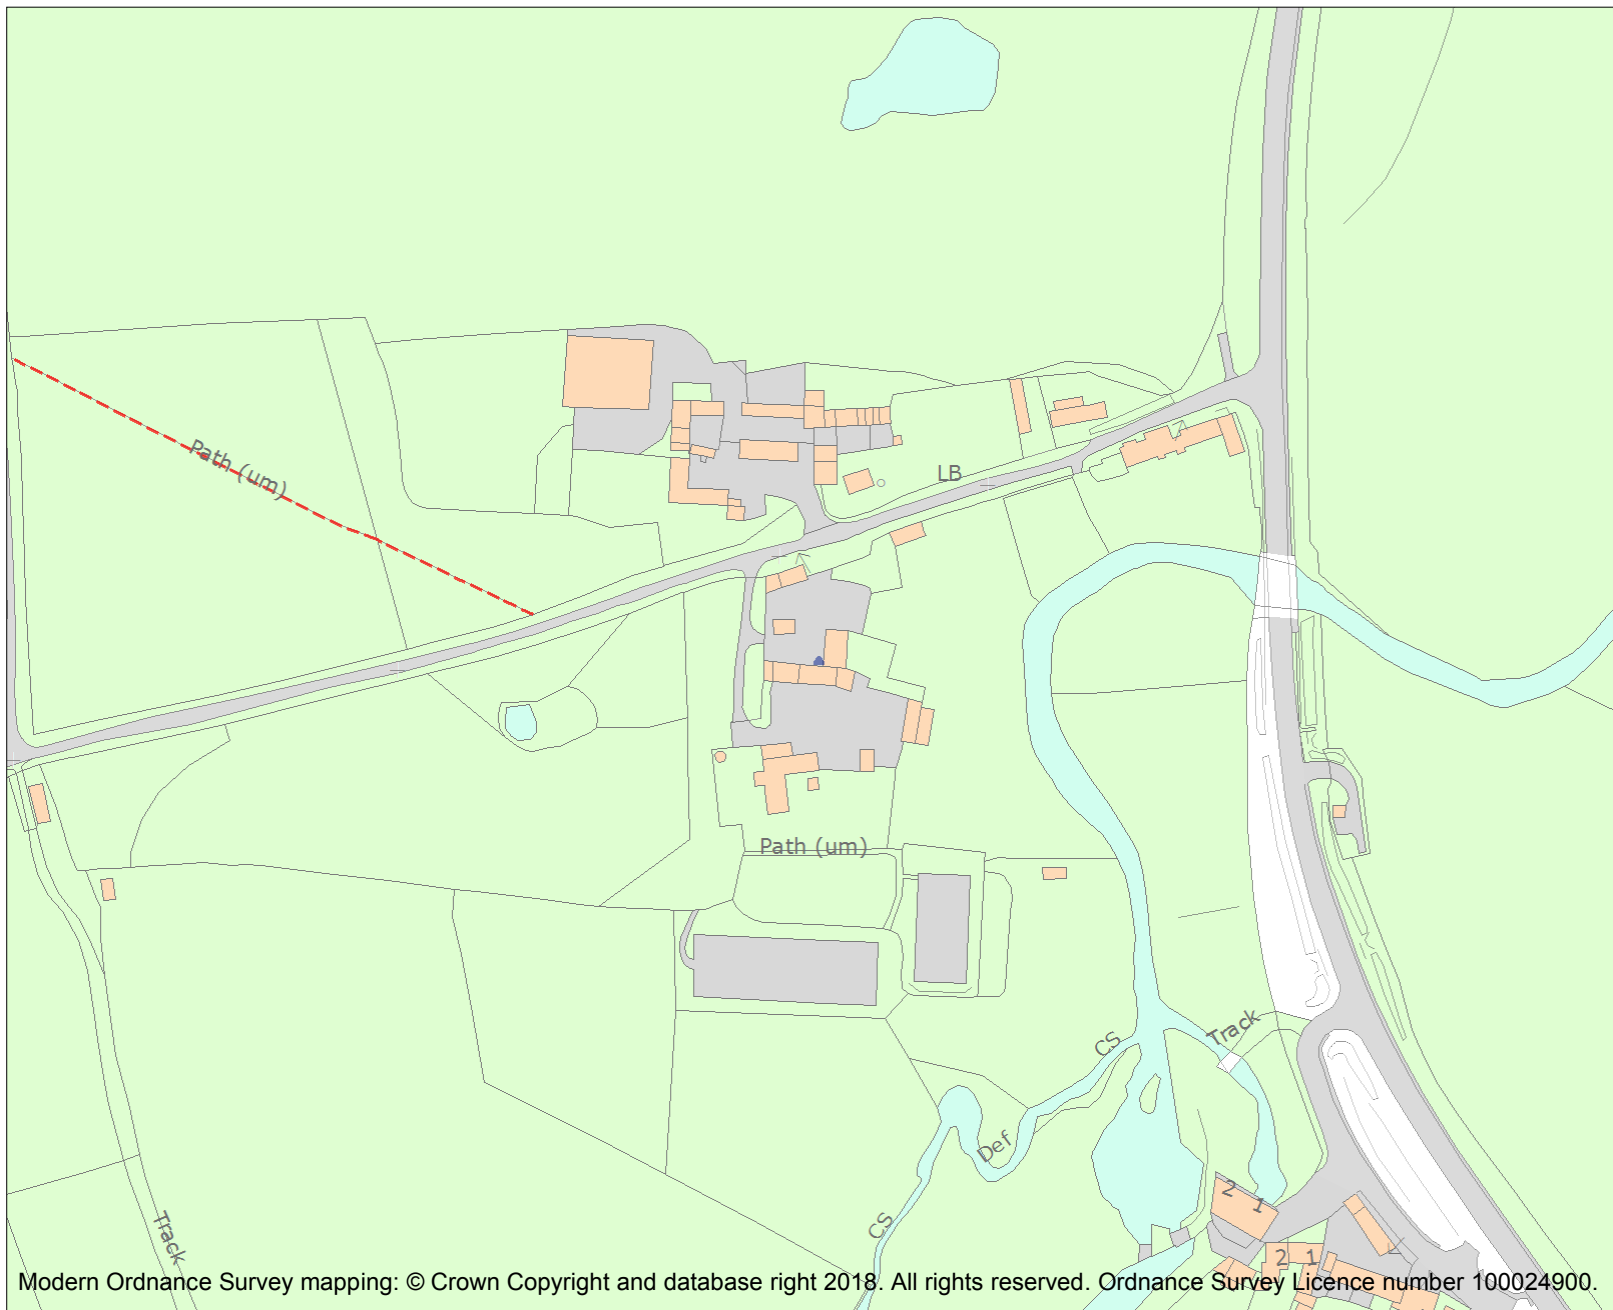 Path (um)
LB
Path (um)
Track
CS
Def
2
1
CS
Track
2
1
Modern Ordnance Survey mapping: © Crown Copyright and database right 2018. All rights reserved. Ordnance Survey Licence number 100024900.